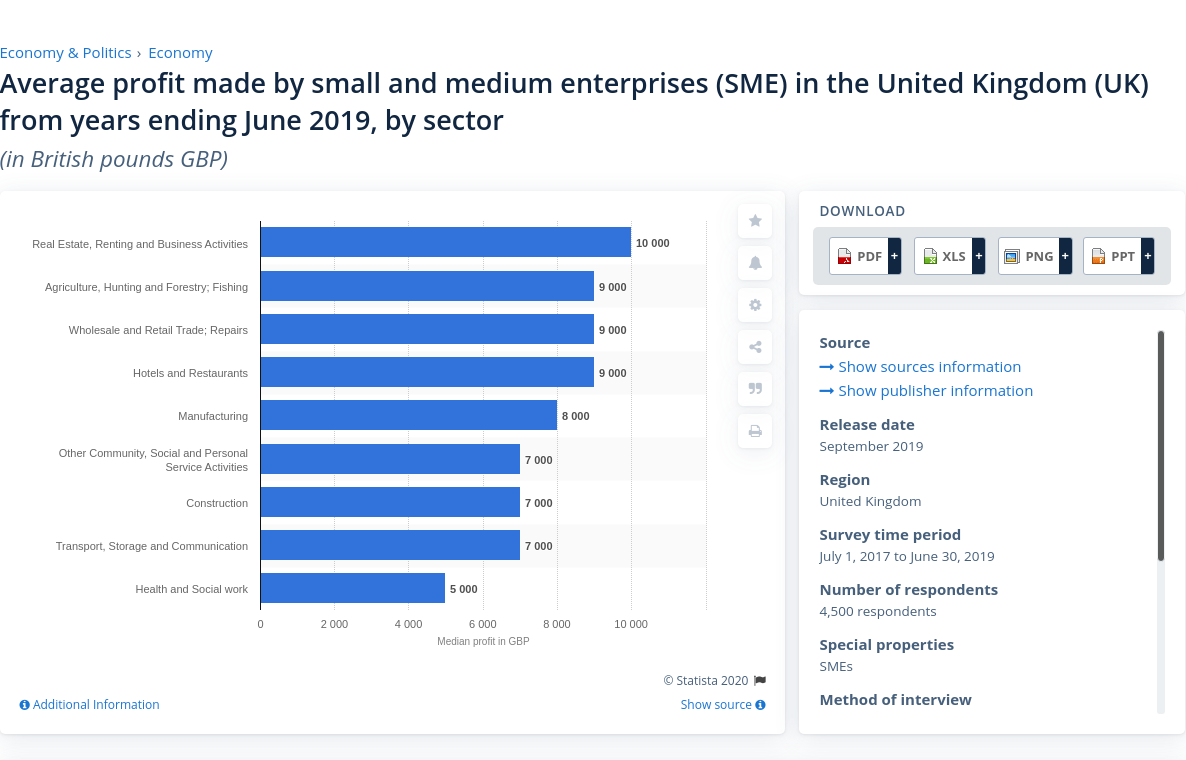 Economy & Politics › Economy
Average profit made by small and medium enterprises (SME) in the United Kingdom (UK)
from years ending June 2019, by sector
(in British pounds GBP)
Real Estate, Renting and Business Activities
10 000
Agriculture, Hunting and Forestry; Fishing
9 000
Wholesale and Retail Trade; Repairs
9 000
Hotels and Restaurants
9 000
Manufacturing
8 000
Other Community, Social and Personal
Service Activities
7 000
Construction
7 000
Transport, Storage and Communication
7 000
Health and Social work
5 000
0 2 000 4 000 6 000 8 000 10 000
Median profit in GBP
© Statista 2020
Additional Information
Show source
DOWNLOAD
PDF + XLS + PNG + PPT +
Source
Show sources information
Show publisher information
Release date
September 2019
Region
United Kingdom
Survey time period
July 1, 2017 to June 30, 2019
Number of respondents
4,500 respondents
Special properties
SMEs
Method of interview